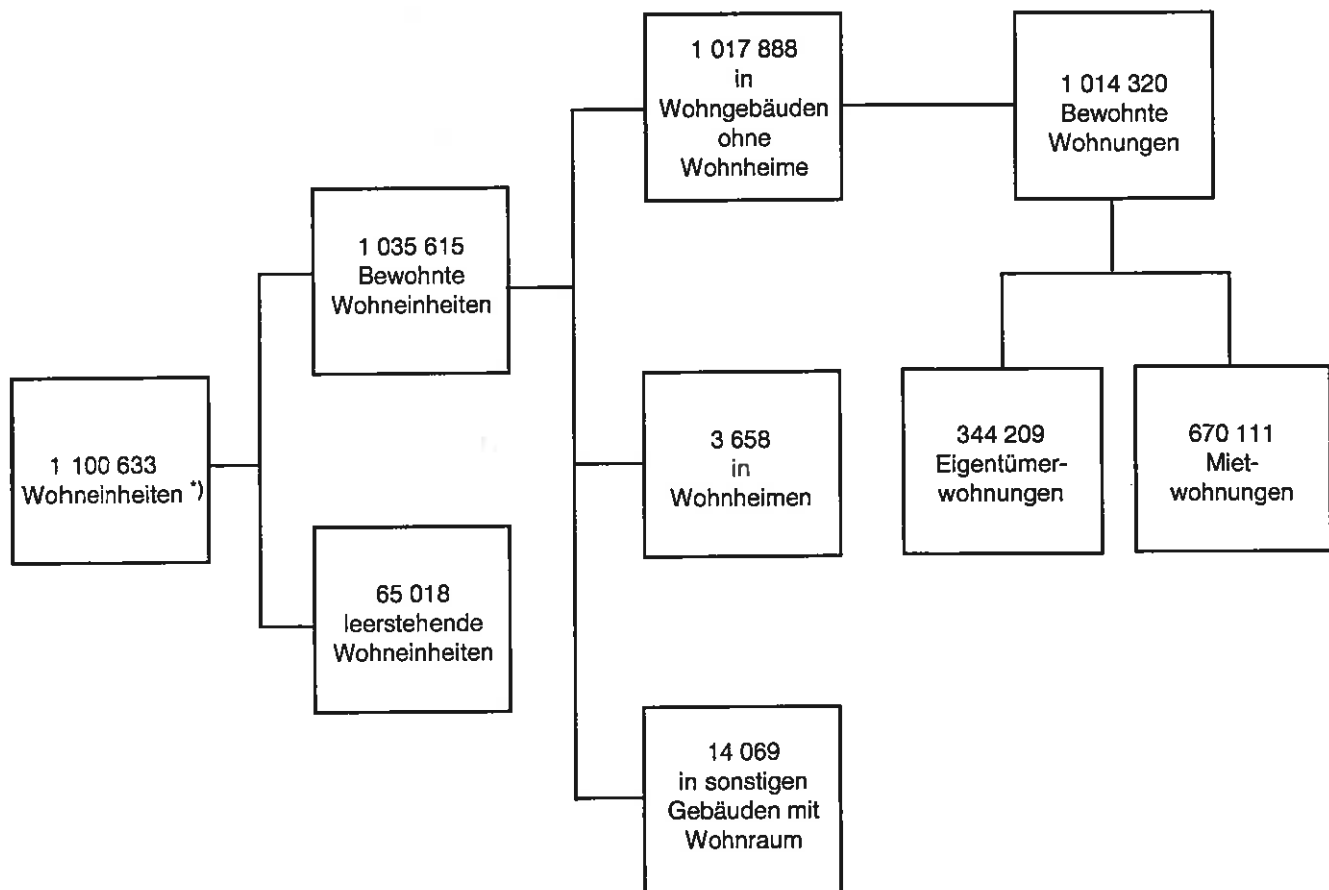 1 100 633
Wohneinheiten *)
1 035 615
Bewohnte
Wohneinheiten
65 018
leerstehende
Wohneinheiten
1 017 888
in
Wohngebäuden
ohne
Wohnheime
3 658
in
Wohnheimen
14 069
in sonstigen
Gebäuden mit
Wohnraum
1 014 320
Bewohnte
Wohnungen
344 209
Eigentümer-
wohnungen
670 111
Miet-
wohnungen